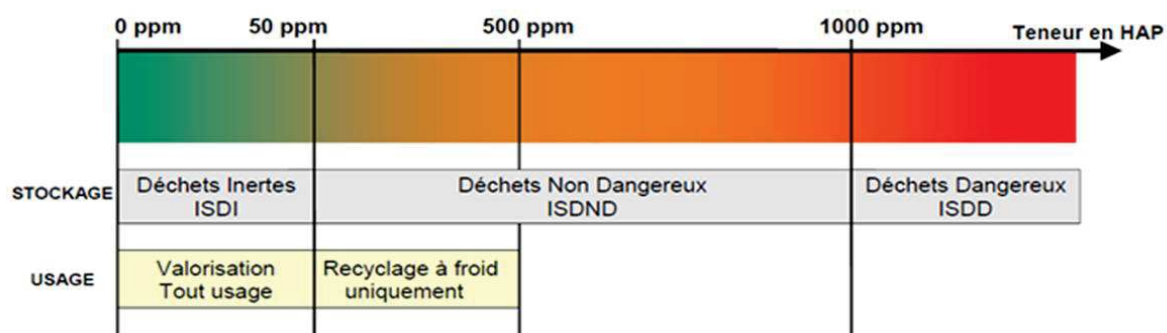 0 ppm 50 ppm 500 ppm 1000 ppm Teneur en HAP
STOCKAGE
Déchets Inertes
ISDI
Déchets Non Dangereux
ISDND
Déchets Dangereux
ISDD
USAGE
Valorisation
Tout usage
Recyclage à froid
uniquement